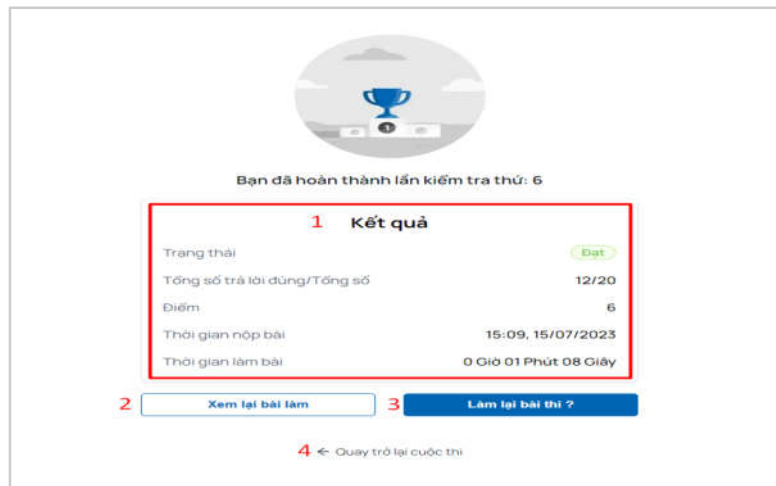 1
Bạn đã hoàn thành lần kiểm tra thứ: 6
1 Kết quả
Trạng thái Đạt
Tổng số trả lời đúng/Tổng số 12/20
Điểm 6
Thời gian nộp bài 15:09, 15/07/2023
Thời gian làm bài 0 Giờ 01 Phút 08 Giây
2 Xem lại bài làm 3 Làm lại bài thi ?
4 ← Quay trở lại cuộc thi